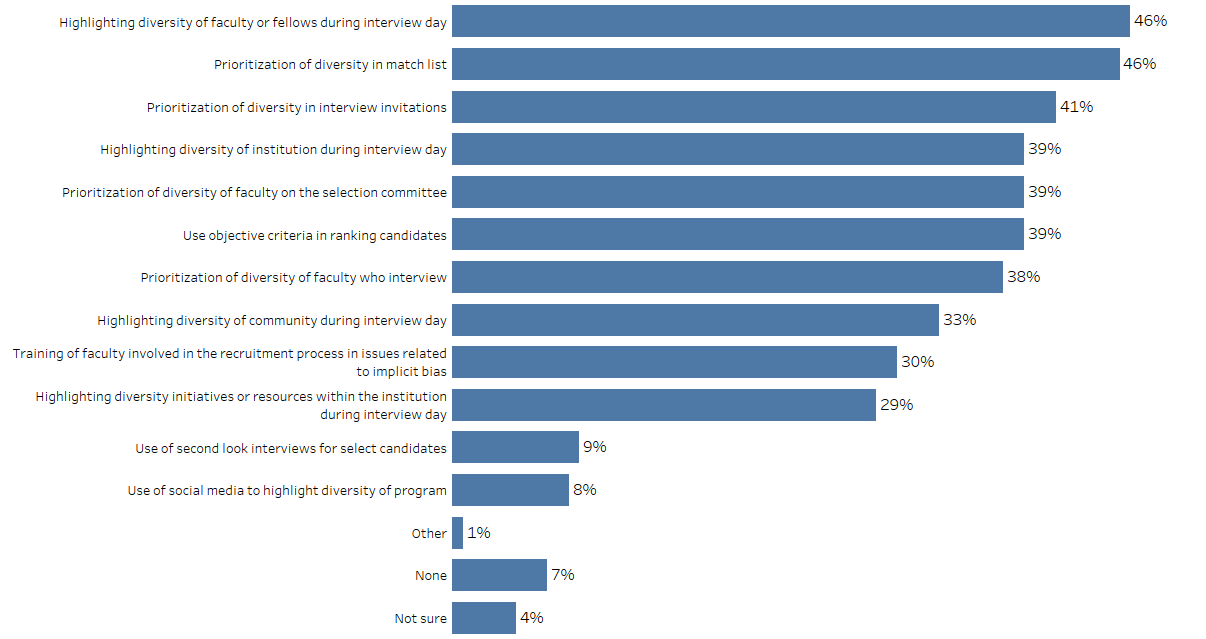 Highlighting diversity of faculty or fellows during interview day 46%
Prioritization of diversity in match list 46%
Prioritization of diversity in interview invitations 41%
Highlighting diversity of institution during interview day 39%
Prioritization of diversity of faculty on the selection committee 39%
Use objective criteria in ranking candidates 39%
Prioritization of diversity of faculty who interview 38%
Highlighting diversity of community during interview day 33%
Training of faculty involved in the recruitment process in issues related
to implicit bias 30%
Highlighting diversity initiatives or resources within the institution
during interview day 29%
Use of second look interviews for select candidates 9%
Use of social media to highlight diversity of program 8%
Other 1%
None 7%
Not sure 4%